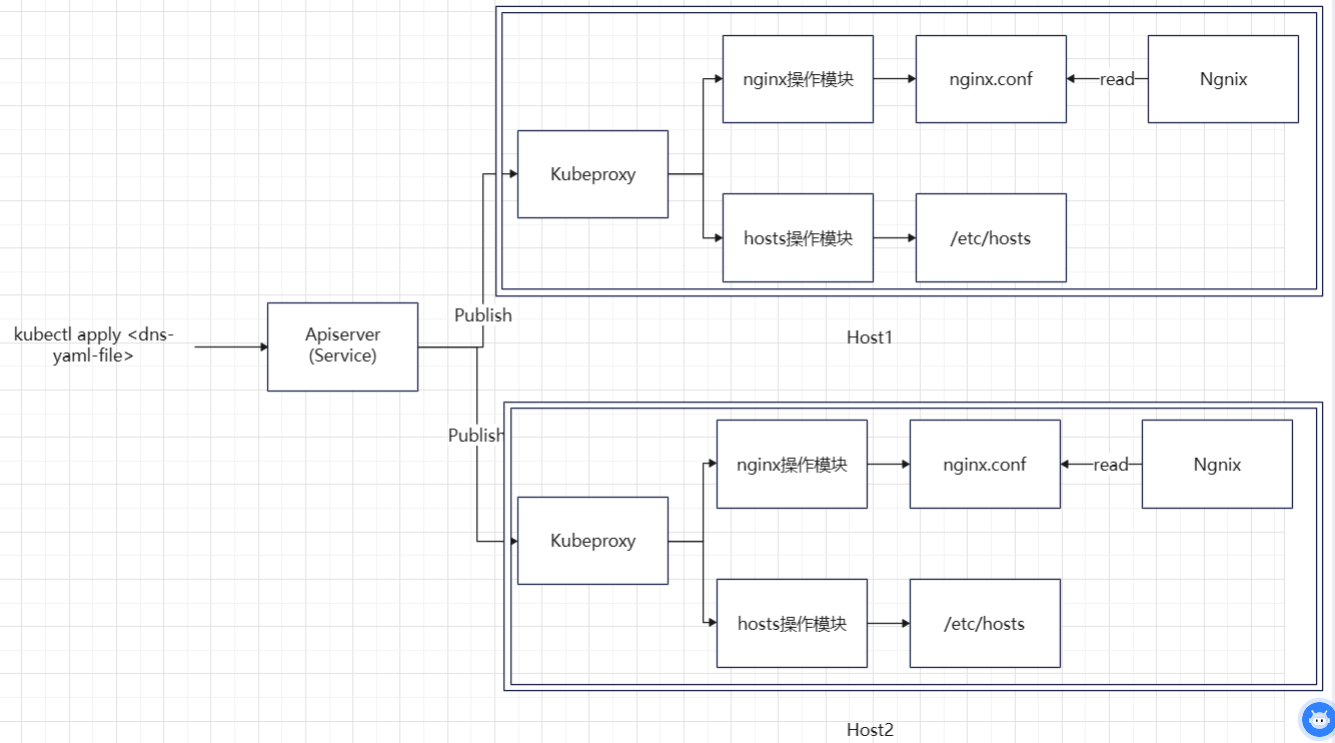 nginx操作模块
nginx.conf
read
Ngnix
Kubeproxy
hosts操作模块
/etc/hosts
Publish
Host1
kubectl apply <dns-
yaml-file>
Apiserver
(Service)
Publish
nginx操作模块
nginx.conf
read
Ngnix
Kubeproxy
hosts操作模块
/etc/hosts
Host2